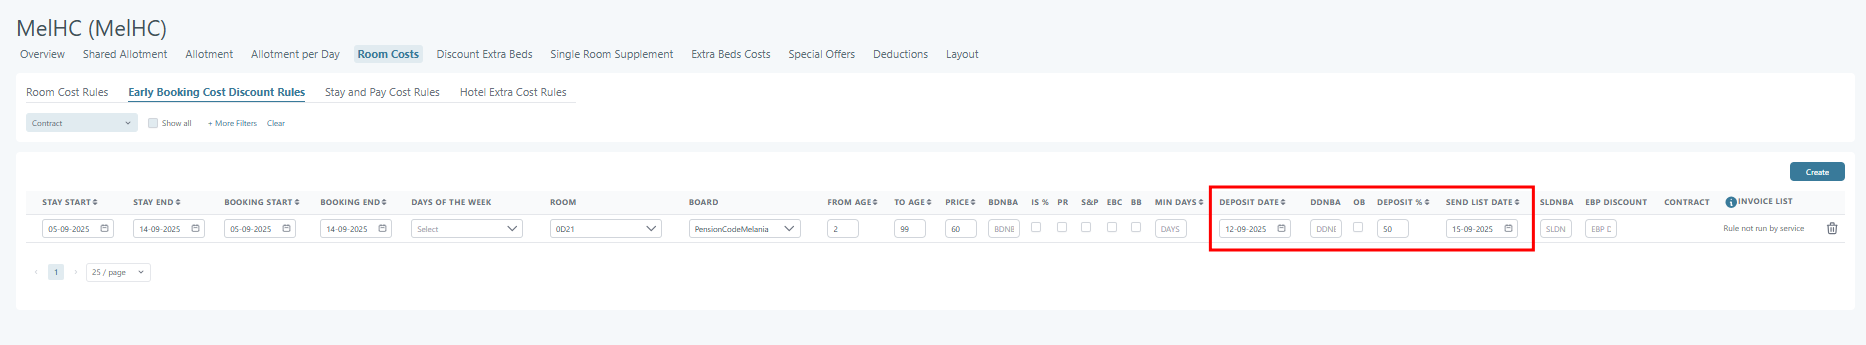 MelHC (MelHC)
Overview Shared Allotment Allotment Allotment per Day Room Costs Discount Extra Beds Single Room Supplement Extra Beds Costs Special Offers Deductions Layout
Room Cost Rules Early Booking Cost Discount Rules Stay and Pay Cost Rules Hotel Extra Cost Rules
Contract Show all + More Filters Clear
Create
STAY START STAY END BOOKING START BOOKING END DAYS OF THE WEEK ROOM BOARD FROM AGE TO AGE PRICE BDNBA IS % PR S&P EBC BB MIN DAYS DEPOSIT DATE DDNBA OB DEPOSIT % SEND LIST DATE SLDNBA EBP DISCOUNT CONTRACT INVOICE LIST
05-09-2025 14-09-2025 05-09-2025 14-09-2025 Select 0D21 PensionCodeMelania 2 99 60 BDNB DAYS 12-09-2025 DDNE 50 15-09-2025 SLDN EBP D Rule not run by service
1 25 / page